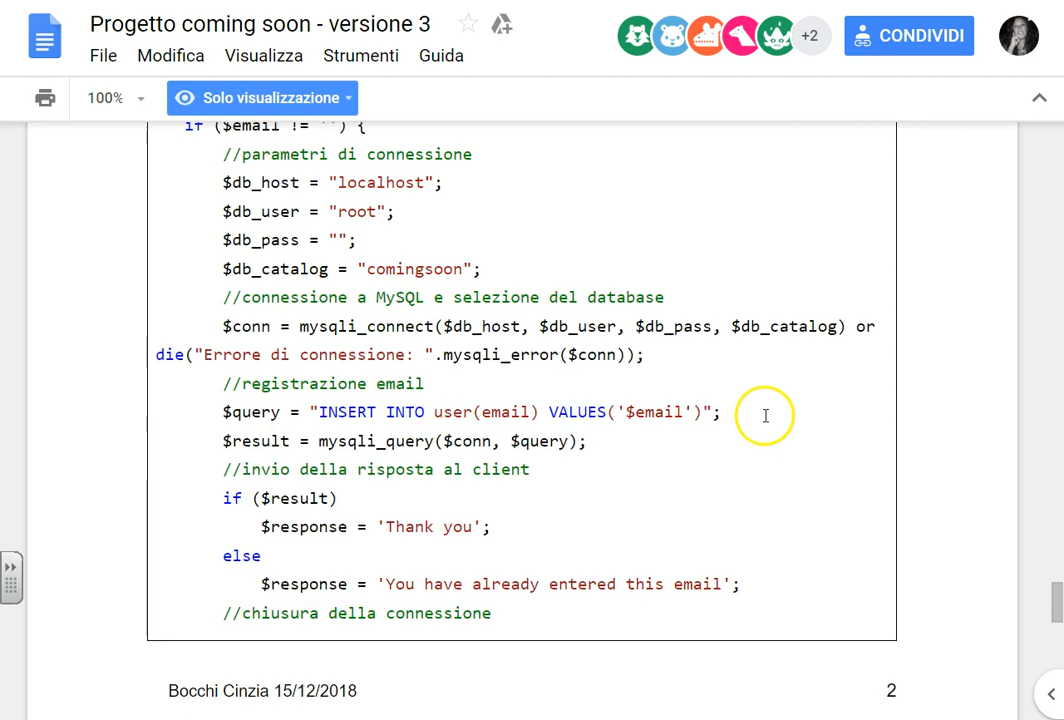 Progetto coming soon - versione 3
File Modifica Visualizza Strumenti Guida
+2
CONDIVIDI
100%
Solo visualizzazione
if ($email != '') {
//parametri di connessione
$db_host = "localhost";
$db_user = "root";
$db_pass = "";
$db_catalog = "comingsoon";
//connessione a MySQL e selezione del database
$conn = mysqli_connect($db_host, $db_user, $db_pass, $db_catalog) or
die("Errore di connessione: ".mysqli_error($conn));
//registrazione email
$query = "INSERT INTO user(email) VALUES('$email')";
$result = mysqli_query($conn, $query);
//invio della risposta al client
if ($result)
$response = 'Thank you';
else
$response = 'You have already entered this email';
//chiusura della connessione
Bocchi Cinzia 15/12/2018
2